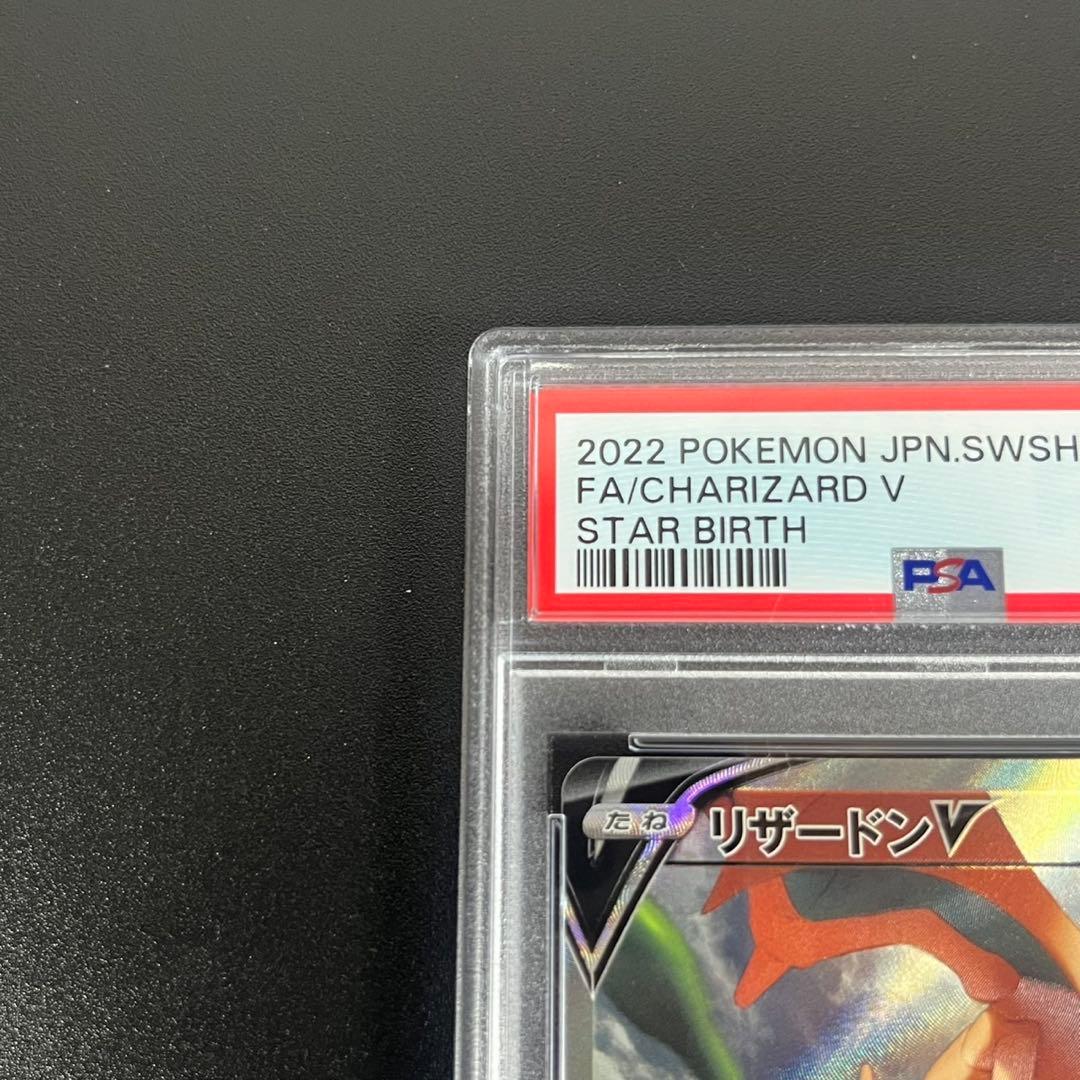 2022 POKEMON JPN.SWSH
FA/CHARIZARD V
STAR BIRTH
PSA
たね リザードンV